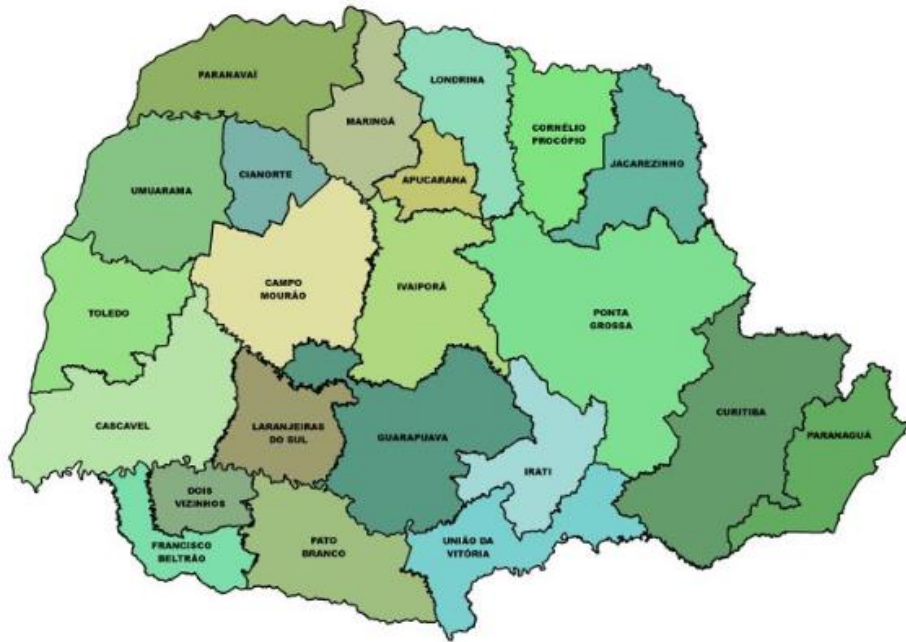 PARANAVAÍ
LONDRINA
MARINGÁ
CORNÉLIO
PROCÓPIO
JACAREZINHO
CIANORTE
APUCARANA
UMUARAMA
CAMPO
MOURÃO
IVAIPORÃ
TOLEDO
PONTA
GROSSA
CASCAVEL
LARANJEIRAS
DO SUL
GUARAPUAVA
CURITIBA
PARANAGUÁ
IRATI
DOIS
VIZINHOS
FRANCISCO
BELTRÃO
PATO
BRANCO
UNIÃO DA
VITÓRIA